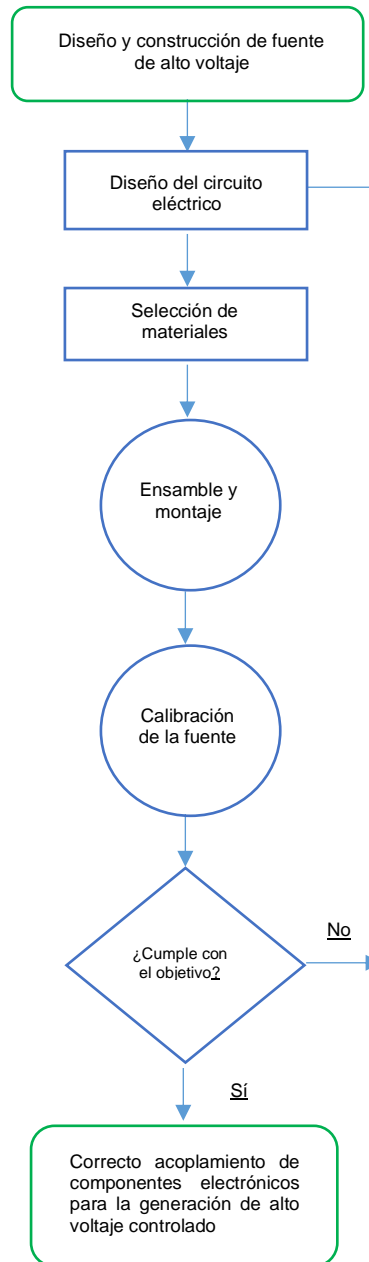 Diseño y construcción de fuente
de alto voltaje
Diseño del circuito
eléctrico
Selección de
materiales
Ensamble y
montaje
Calibración
de la fuente
¿Cumple con
el objetivo?
No
Sí
Correcto acoplamiento de
componentes electrónicos
para la generación de alto
voltaje controlado